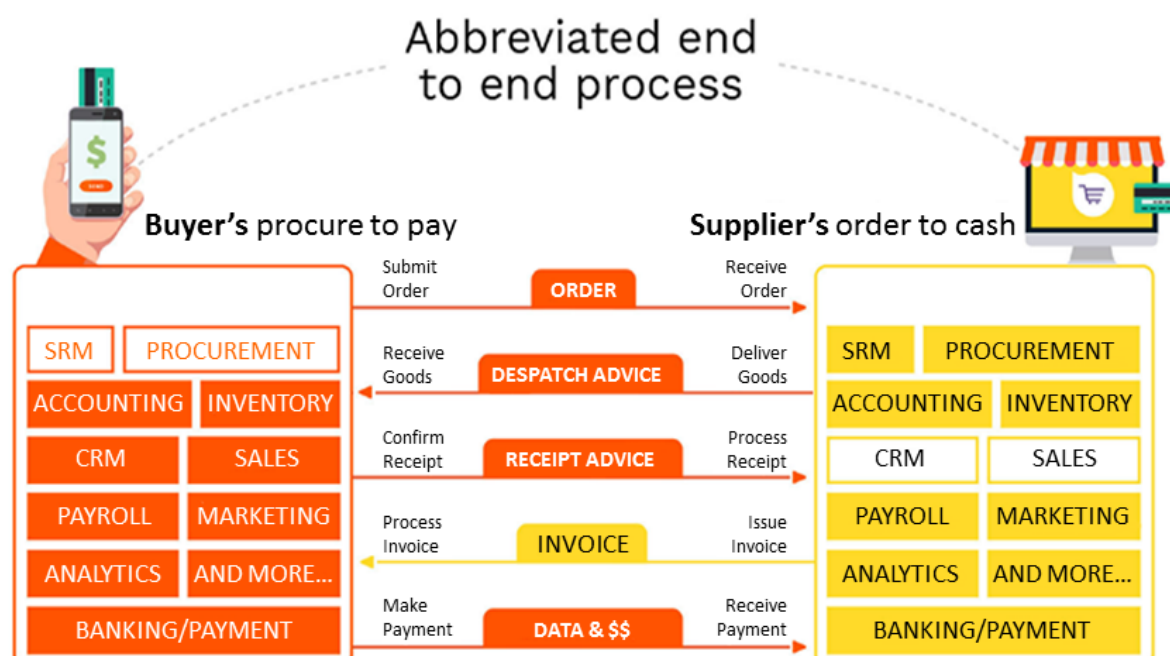 Abbreviated end
to end process
$
Buyer's procure to pay
Supplier's order to cash
Submit
Order
ORDER
Receive
Order
SRM
PROCUREMENT
Receive
Goods
DESPATCH ADVICE
Deliver
Goods
SRM
PROCUREMENT
ACCOUNTING
INVENTORY
ACCOUNTING
INVENTORY
Confirm
Receipt
RECEIPT ADVICE
Process
Receipt
CRM
SALES
CRM
SALES
PAYROLL
MARKETING
Process
Invoice
INVOICE
Issue
Invoice
PAYROLL
MARKETING
ANALYTICS
AND MORE...
ANALYTICS
AND MORE...
Make
Payment
DATA & $$
Receive
Payment
BANKING/PAYMENT
BANKING/PAYMENT